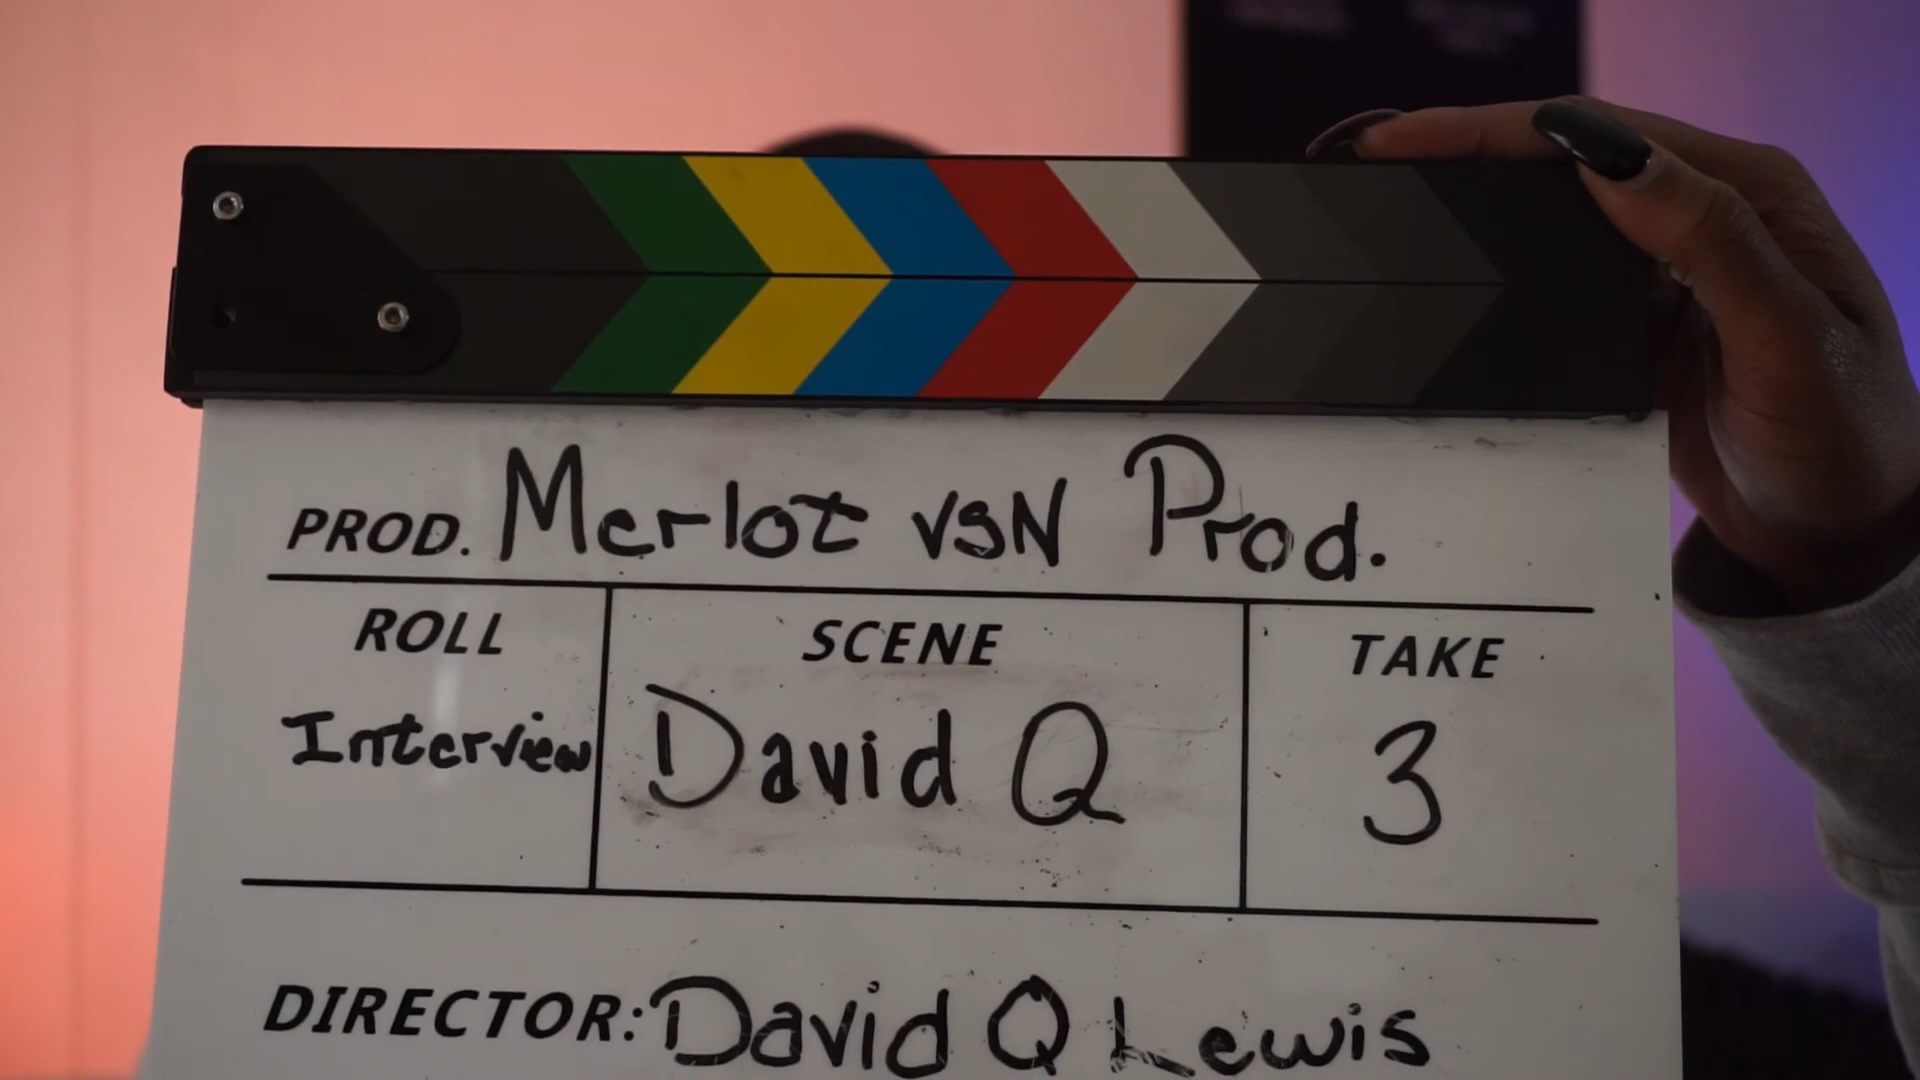 PROD. Merlot VSN Prod.
ROLL SCENE TAKE
Interview David Q 3
DIRECTOR: David Q Lewis